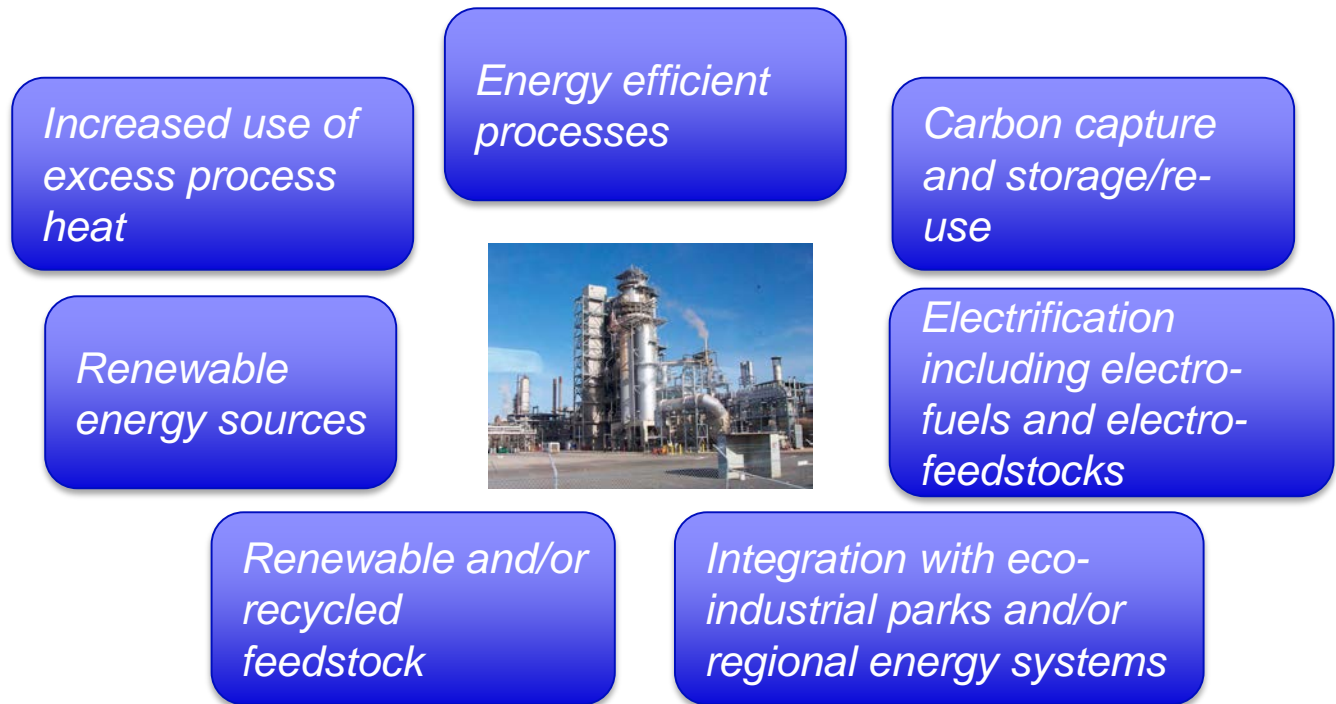 Energy efficient
processes
Increased use of
excess process
heat
Carbon capture
and storage/re-
use
Renewable
energy sources
Electrification
including electro-
fuels and electro-
feedstocks
Renewable and/or
recycled
feedstock
Integration with eco-
industrial parks and/or
regional energy systems